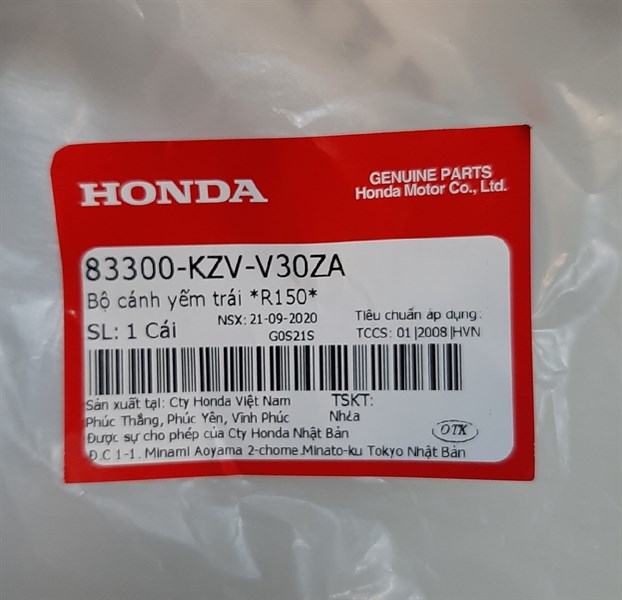 HONDA
GENUINE PARTS
Honda Motor Co., Ltd.
83300-KZV-V30ZA
Bộ cánh yếm trái *R150*
SL: 1 Cái
NSX: 21-09-2020
G0S21S
Tiêu chuẩn áp dụng:
TCCS: 01|2008|HVN
Sản xuất tại: Cty Honda Việt Nam
Phúc Thắng, Phúc Yên, Vĩnh Phúc
Được sự cho phép của Cty Honda Nhật Bản
Đ.C 1-1. Minami Aoyama 2-chome.Minato-ku Tokyo Nhật Bản
TSKT:
Nhựa
OTK